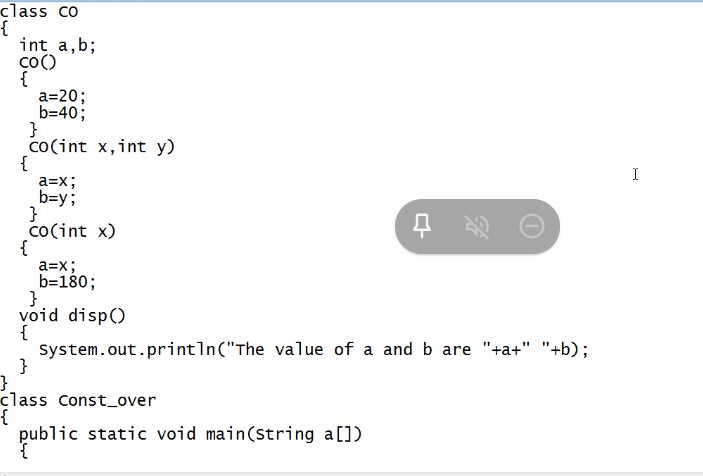 class CO
{
  int a,b;
  CO()
  {
    a=20;
    b=40;
   }
   CO(int x,int y)
  {
    a=x;
    b=y;
   }
   CO(int x)
  {
    a=x;
    b=180;
   }
  void disp()
  {
    System.out.println("The value of a and b are "+a+" "+b);
  }
}
class Const_over
{
  public static void main(String a[])
  {